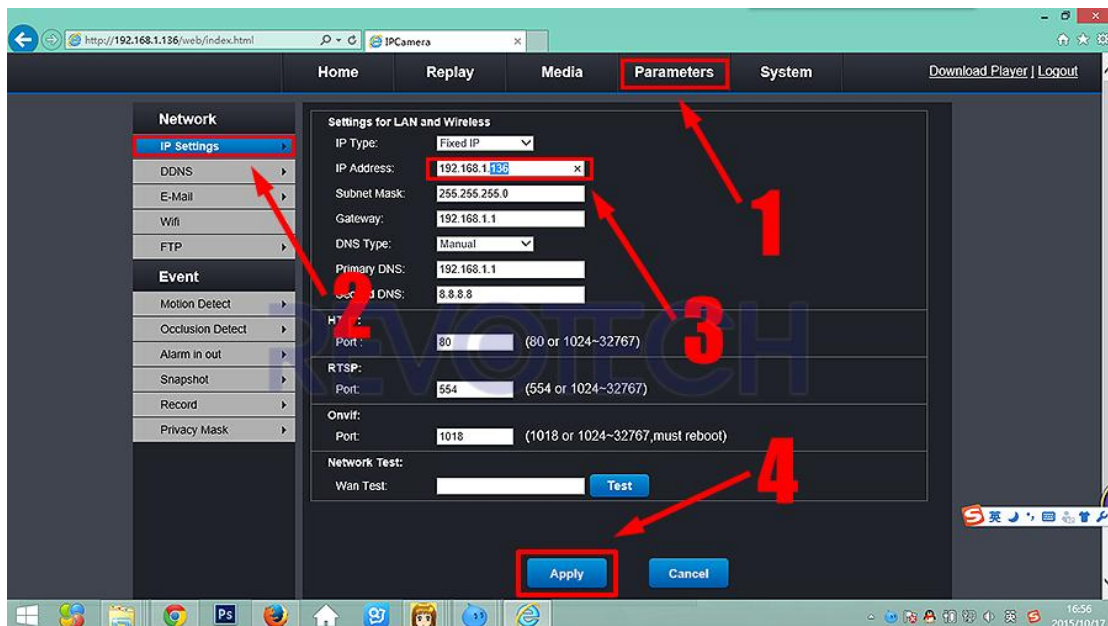 http://192.168.1.136/web/index.html
IPCamera
Home Replay Media Parameters System Download Player | Logout
Network
IP Settings
DDNS
E-Mail
Wifi
FTP
Event
Motion Detect
Occlusion Detect
Alarm in out
Snapshot
Record
Privacy Mask
Settings for LAN and Wireless
IP Type: Fixed IP
IP Address: 192.168.1.136 ×
Subnet Mask: 255.255.255.0
Gateway: 192.168.1.1
DNS Type: Manual
Primary DNS: 192.168.1.1
DNS: 8.8.8.8
Port : 80 (80 or 1024~32767)
RTSP:
Port: 554 (554 or 1024~32767)
Onvif:
Port: 1018 (1018 or 1024~32767,must reboot)
Network Test:
Wan Test: Test
Apply Cancel
1
2
3
4
REVOTECH
英
Ps
英
16:56
2015/10/17